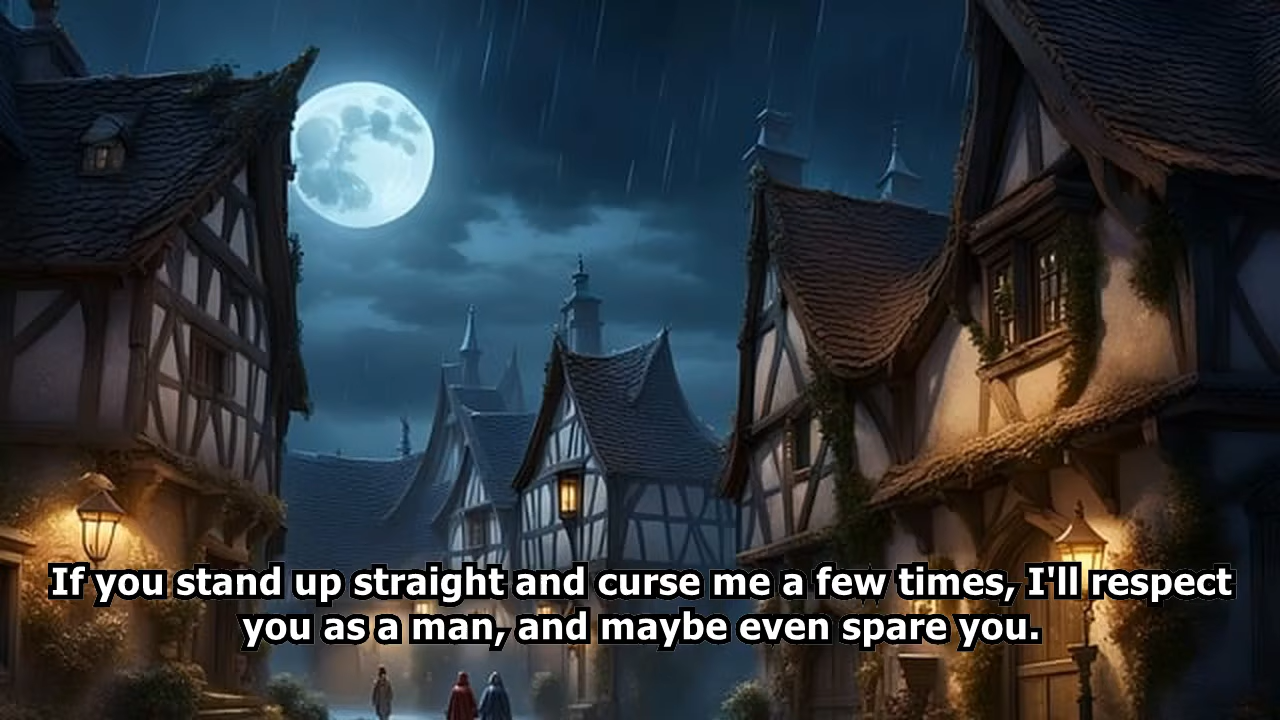 If you stand up straight and curse me a few times, I'll respect
you as a man, and maybe even spare you.